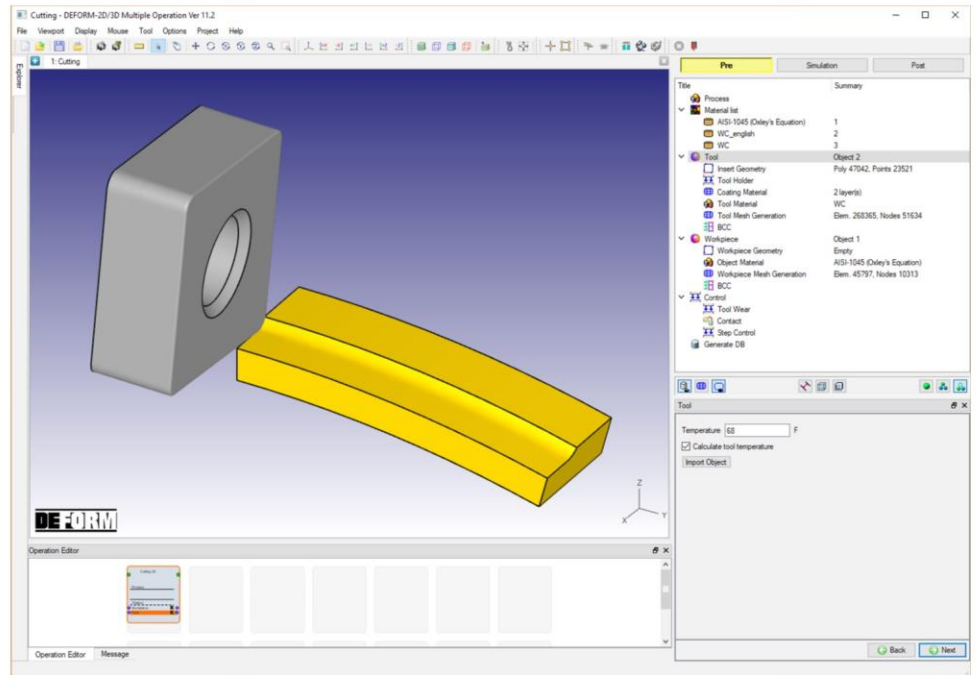 Cutting - DEFORM-2D/3D Multiple Operation Ver 11.2
File Viewport Display Mouse Tool Options Project Help
1: Cutting
Explorer
Pre Simulation Post
Title Summary
Process
Material list
AISI-1045 (Oxley's Equation) 1
WC_english 2
WC 3
Tool Object 2
Insert Geometry Poly 47042, Points 23521
Tool Holder
Coating Material 2 layer(s)
Tool Material WC
Tool Mesh Generation Elem. 268365, Nodes 51634
BCC
Workpiece Object 1
Workpiece Geometry Empty
Object Material AISI-1045 (Oxley's Equation)
Workpiece Mesh Generation Elem. 45797, Nodes 10313
BCC
Control
Tool Wear
Contact
Step Control
Generate DB
Tool
Temperature 68 F
Calculate tool temperature
Import Object
Z
X Y
DEFORM
Operation Editor
Operation Editor Message
Back Next